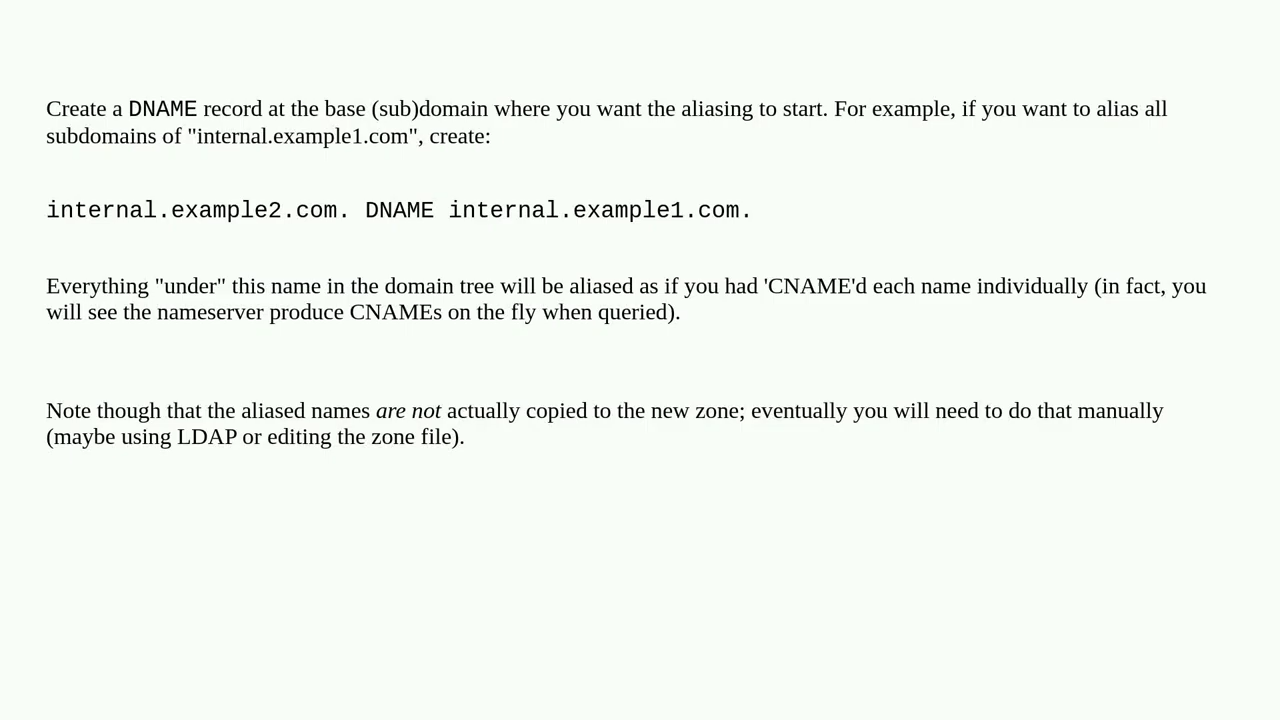 Create a DNAME record at the base (sub)domain where you want the aliasing to start. For example, if you want to alias all
subdomains of "internal.example1.com", create:
internal.example2.com. DNAME internal.example1.com.
Everything "under" this name in the domain tree will be aliased as if you had 'CNAME'd each name individually (in fact, you
will see the nameserver produce CNAMEs on the fly when queried).
Note though that the aliased names are not actually copied to the new zone; eventually you will need to do that manually
(maybe using LDAP or editing the zone file).